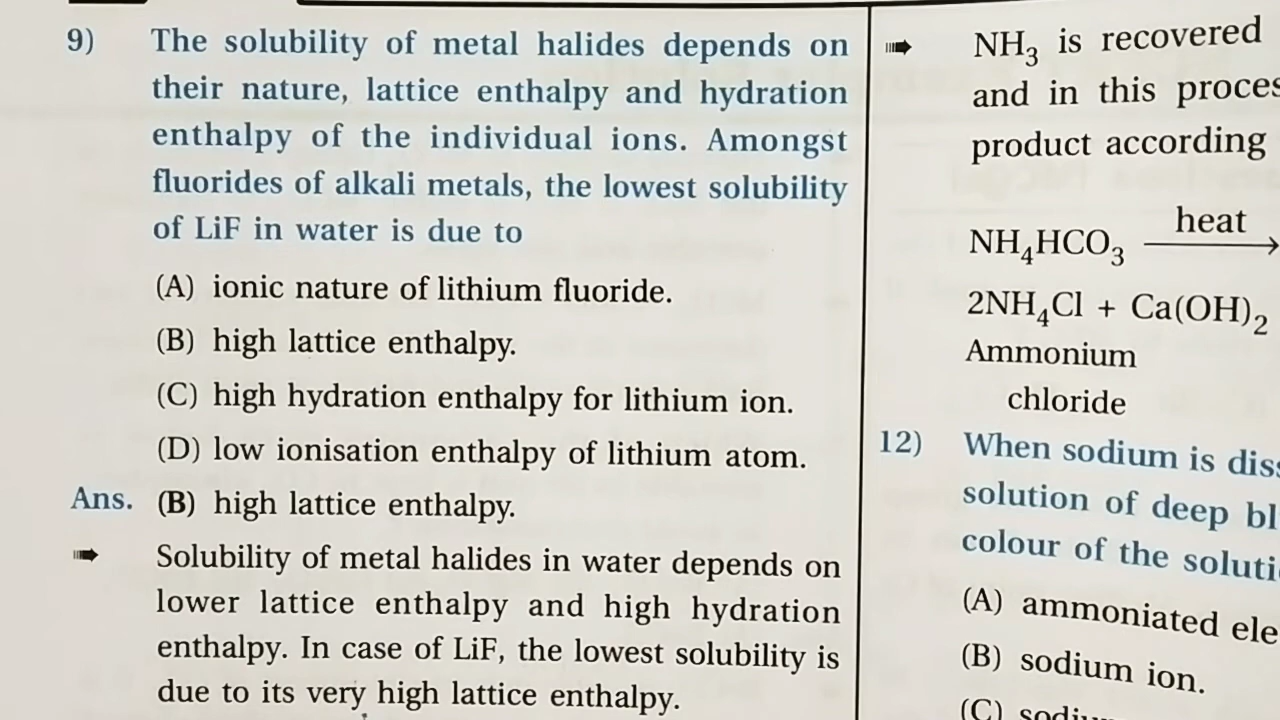 9) The solubility of metal halides depends on
their nature, lattice enthalpy and hydration
enthalpy of the individual ions. Amongst
fluorides of alkali metals, the lowest solubility
of LiF in water is due to
(A) ionic nature of lithium fluoride.
(B) high lattice enthalpy.
(C) high hydration enthalpy for lithium ion.
(D) low ionisation enthalpy of lithium atom.
Ans. (B) high lattice enthalpy.
➠ Solubility of metal halides in water depends on
lower lattice enthalpy and high hydration
enthalpy. In case of LiF, the lowest solubility is
due to its very high lattice enthalpy.
➠ NH₃ is recovered
and in this
product according
NH₄HCO₃ heat →
2NH₄Cl + Ca(OH)₂
Ammonium
chloride
12) When sodium is
solution of deep
colour of the
(A) ammoniated
(B) sodium ion.
(C)